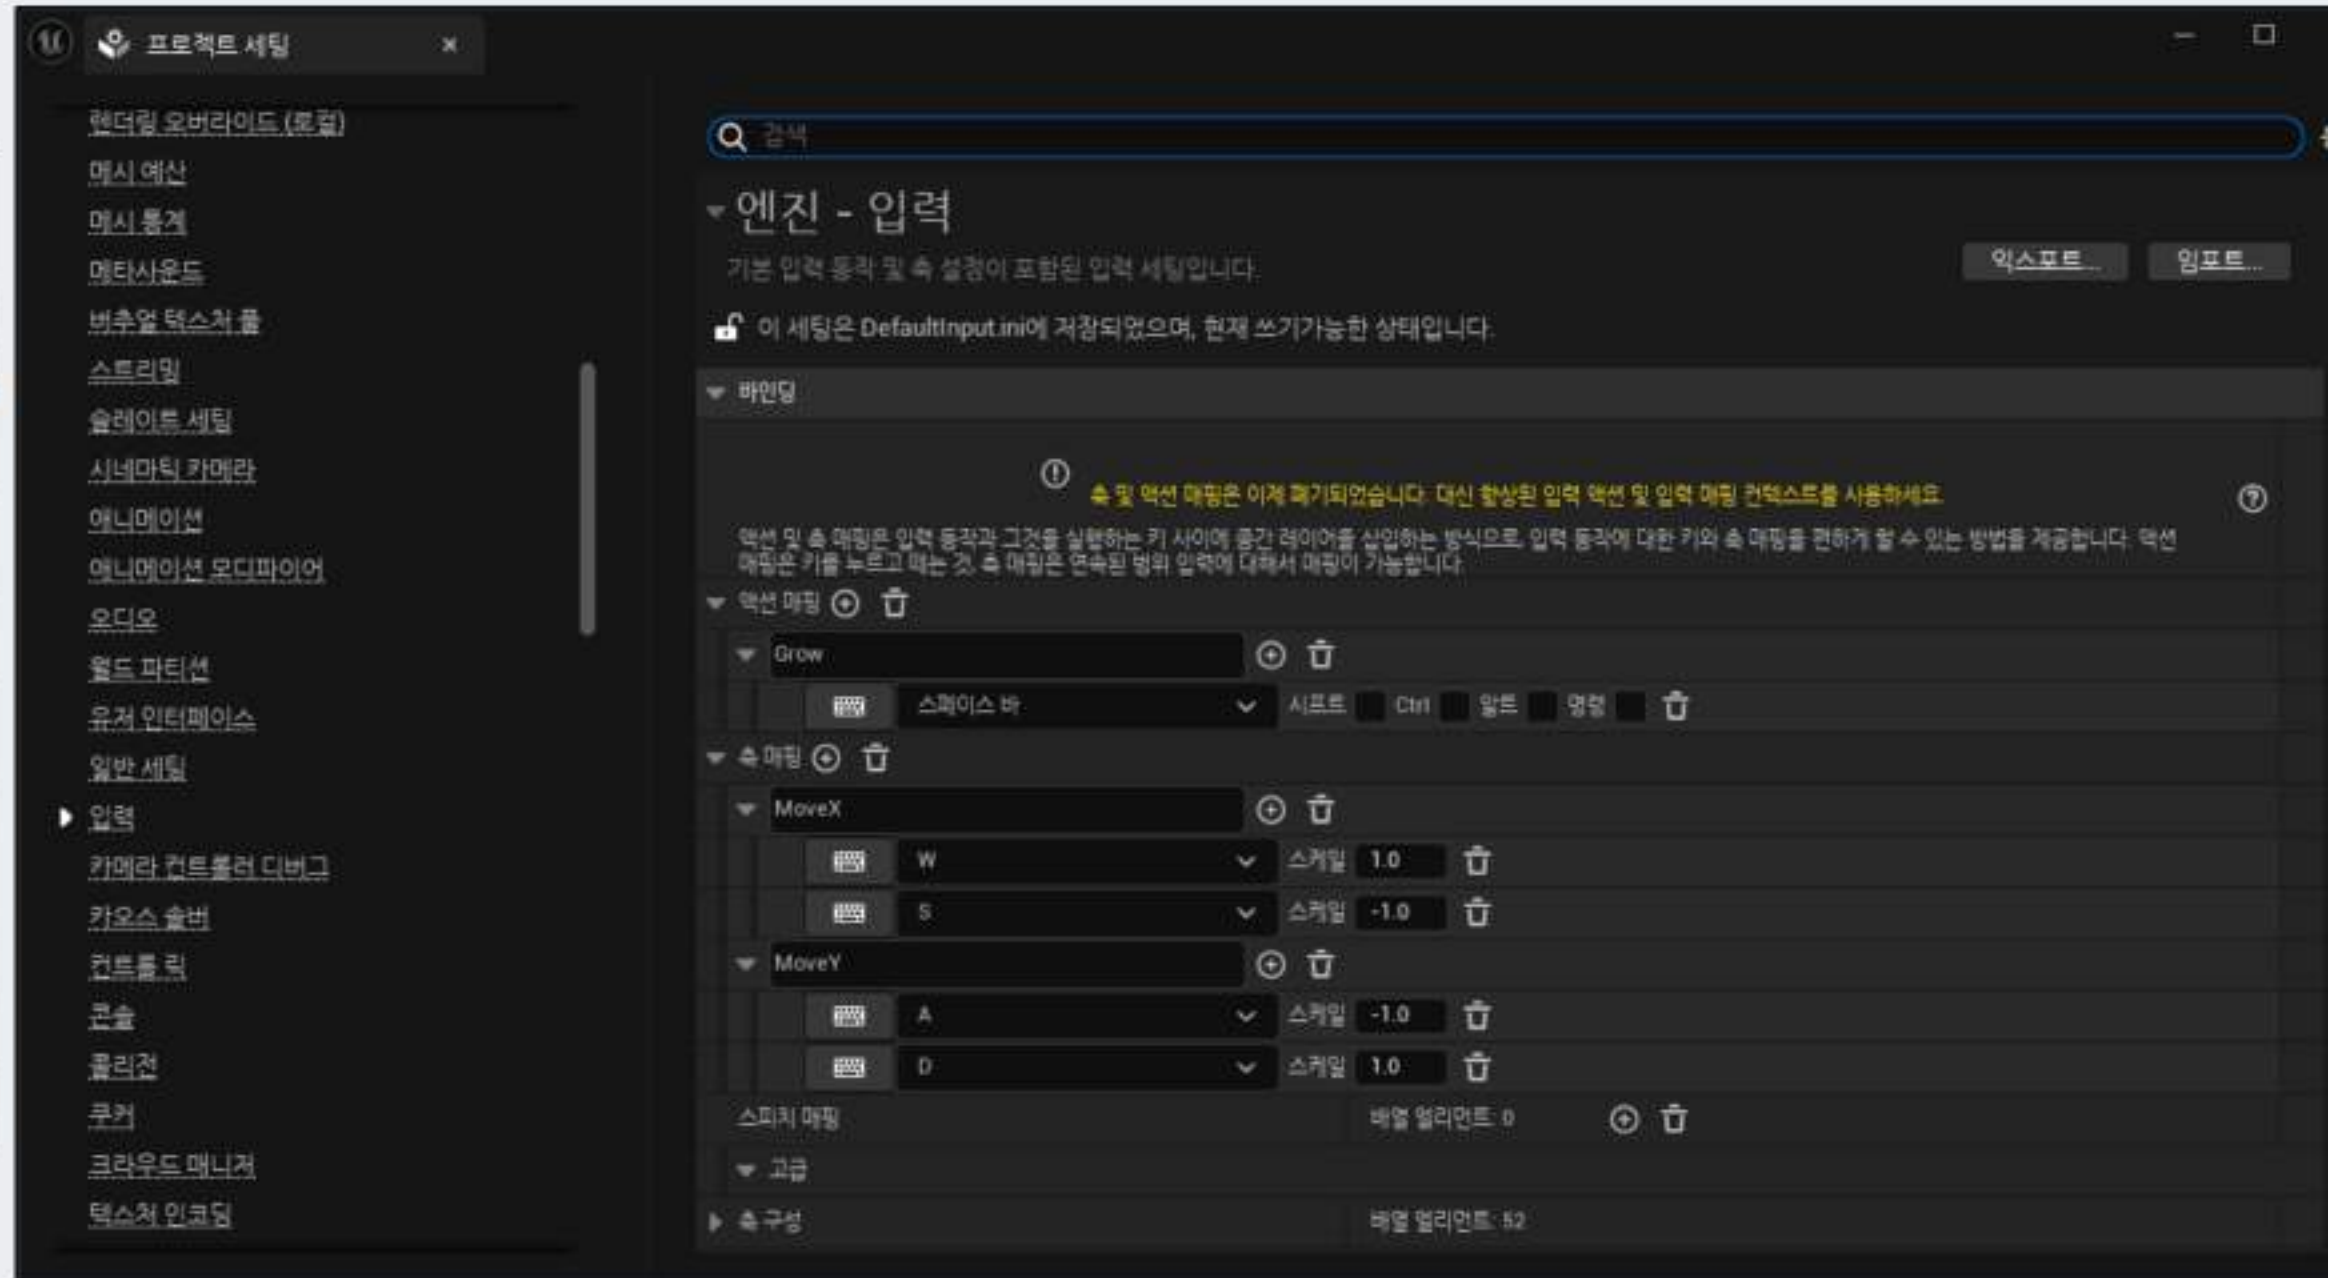 프로젝트 세팅
렌더링 오버라이드 (로컬)
메시 예산
메시 통계
메타사운드
버추얼 텍스처 풀
스트리밍
슬레이트 세팅
시네마틱 카메라
애니메이션
애니메이션 모디파이어
오디오
월드 파티션
유저 인터페이스
일반 세팅
입력
카메라 컨트롤러 디버그
카오스 솔버
컨트롤 릭
콘솔
콜리전
쿠커
크라우드 매니저
텍스처 인코딩
검색
엔진 - 입력
기본 입력 동작 및 축 설정이 포함된 입력 세팅입니다.
익스포트... 임포트...
이 세팅은 DefaultInput.ini에 저장되었으며, 현재 쓰기가능한 상태입니다.
바인딩
축 및 액션 매핑은 이제 폐기되었습니다. 대신 향상된 입력 액션 및 입력 매핑 컨텍스트를 사용하세요.
액션 및 축 매핑은 입력 동작과 그것을 실행하는 키 사이에 중간 레이어를 삽입하는 방식으로, 입력 동작에 대한 키와 축 매핑을 편하게 할 수 있는 방법을 제공합니다. 액션
매핑은 키를 누르고 떼는 것, 축 매핑은 연속된 범위 입력에 대해서 매핑이 가능합니다.
액션 매핑
Grow
스페이스 바 시프트 Ctrl 알트 명령
축 매핑
MoveX
W 스케일 1.0
S 스케일 -1.0
MoveY
A 스케일 -1.0
D 스케일 1.0
스피치 매핑 배열 엘리먼트: 0
고급
축 구성 배열 엘리먼트: 52